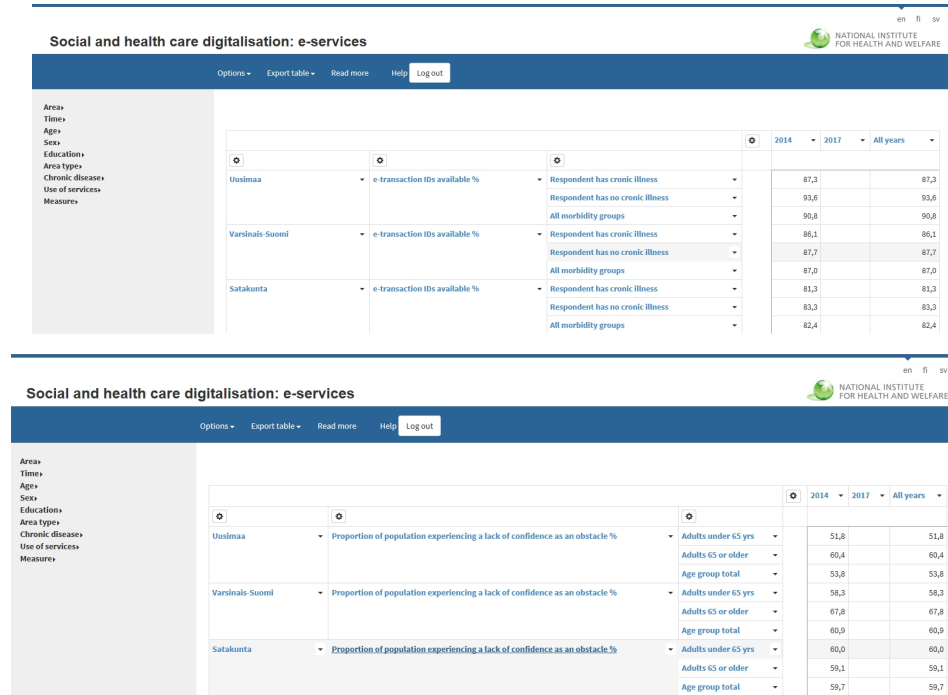 en fi sv
Social and health care digitalisation: e-services
NATIONAL INSTITUTE
FOR HEALTH AND WELFARE
Options Export table Read more Help Log out
Area
Time
Age
Sex
Education
Area type
Chronic disease
Use of services
Measure
2014 2017 All years
Uusimaa e-transaction IDs available % Respondent has cronic illness 87,3 87,3
Respondent has no cronic illness 93,6 93,6
All morbidity groups 90,8 90,8
Varsinais-Suomi e-transaction IDs available % Respondent has cronic illness 86,1 86,1
Respondent has no cronic illness 87,7 87,7
All morbidity groups 87,0 87,0
Satakunta e-transaction IDs available % Respondent has cronic illness 81,3 81,3
Respondent has no cronic illness 83,3 83,3
All morbidity groups 82,4 82,4
en fi sv
Social and health care digitalisation: e-services
NATIONAL INSTITUTE
FOR HEALTH AND WELFARE
Options Export table Read more Help Log out
Area
Time
Age
Sex
Education
Area type
Chronic disease
Use of services
Measure
2014 2017 All years
Uusimaa Proportion of population experiencing a lack of confidence as an obstacle % Adults under 65 yrs 51,8 51,8
Adults 65 or older 60,4 60,4
Age group total 53,8 53,8
Varsinais-Suomi Proportion of population experiencing a lack of confidence as an obstacle % Adults under 65 yrs 58,3 58,3
Adults 65 or older 67,8 67,8
Age group total 60,9 60,9
Satakunta Proportion of population experiencing a lack of confidence as an obstacle % Adults under 65 yrs 60,0 60,0
Adults 65 or older 59,1 59,1
Age group total 59,7 59,7